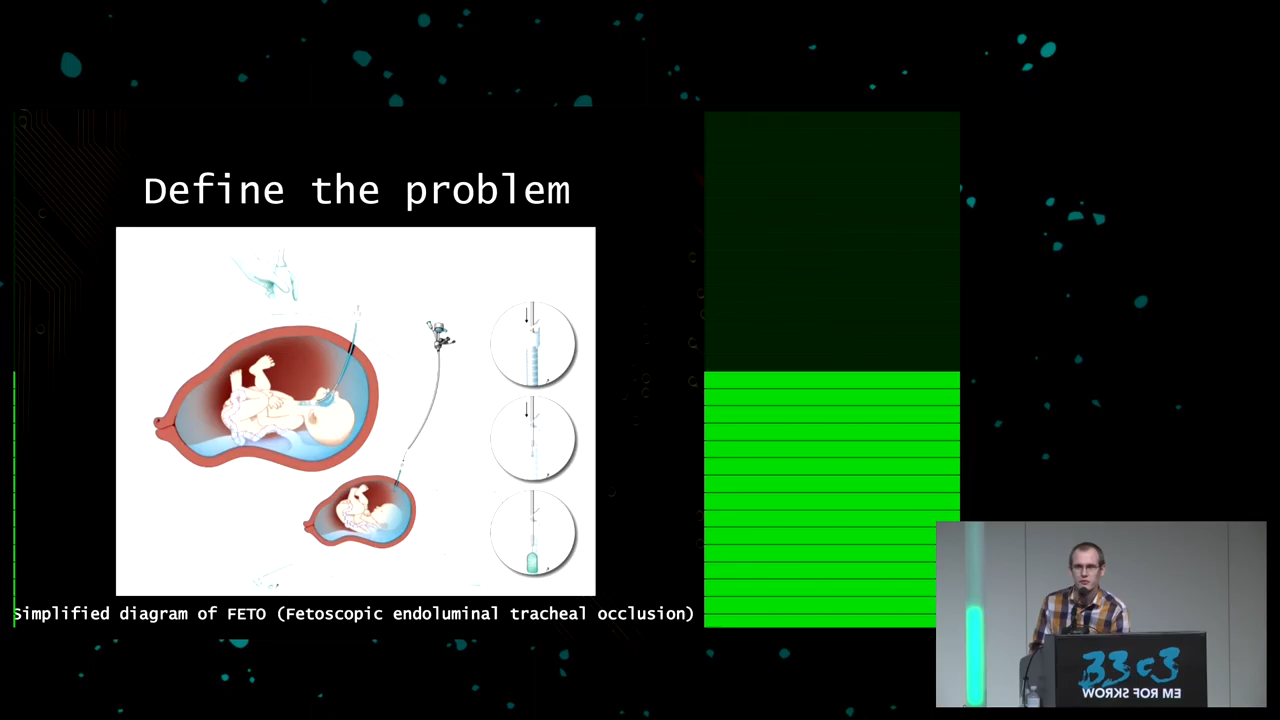 Define the problem
Simplified diagram of FETO (Fetoscopic endoluminal tracheal occlusion)
33c3
WORKS FOR ME